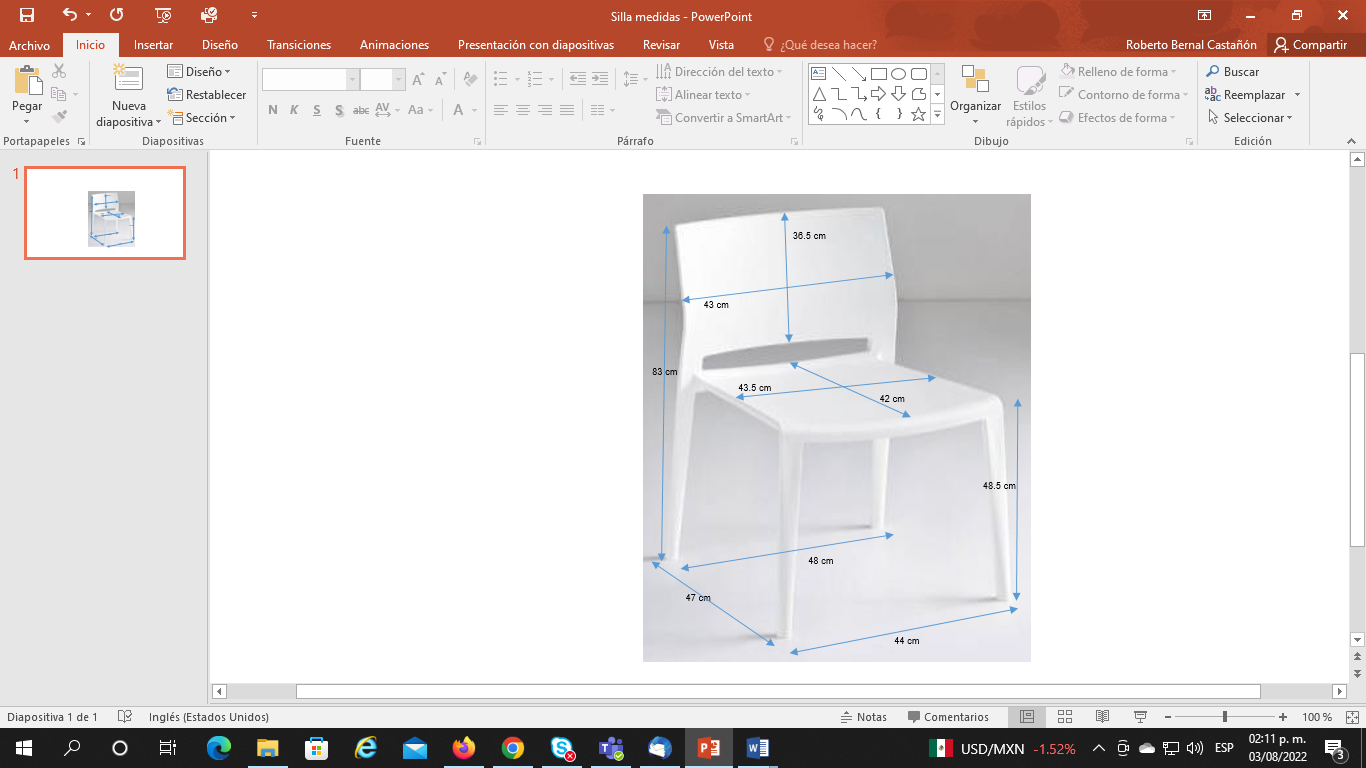 Silla medidas - PowerPoint
Archivo Inicio Insertar Diseño Transiciones Animaciones Presentación con diapositivas Revisar Vista ¿Qué desea hacer? Roberto Bernal Castañón Compartir
Pegar
Portapapeles
Nueva diapositiva
Diseño
Restablecer
Sección
Diapositivas
N K S S abc AV Aa A
A A
Fuente
Dirección del texto
Alinear texto
Convertir a SmartArt
Párrafo
Organizar
Estilos rápidos
Relleno de forma
Contorno de forma
Efectos de forma
Dibujo
Buscar
Reemplazar
Seleccionar
Edición
1
36.5 cm
43 cm
83 cm
43.5 cm
42 cm
48.5 cm
48 cm
47 cm
44 cm
Diapositiva 1 de 1 Inglés (Estados Unidos) Notas Comentarios 100 %
USD/MXN -1.52% ESP 02:11 p. m.
03/08/2022 3